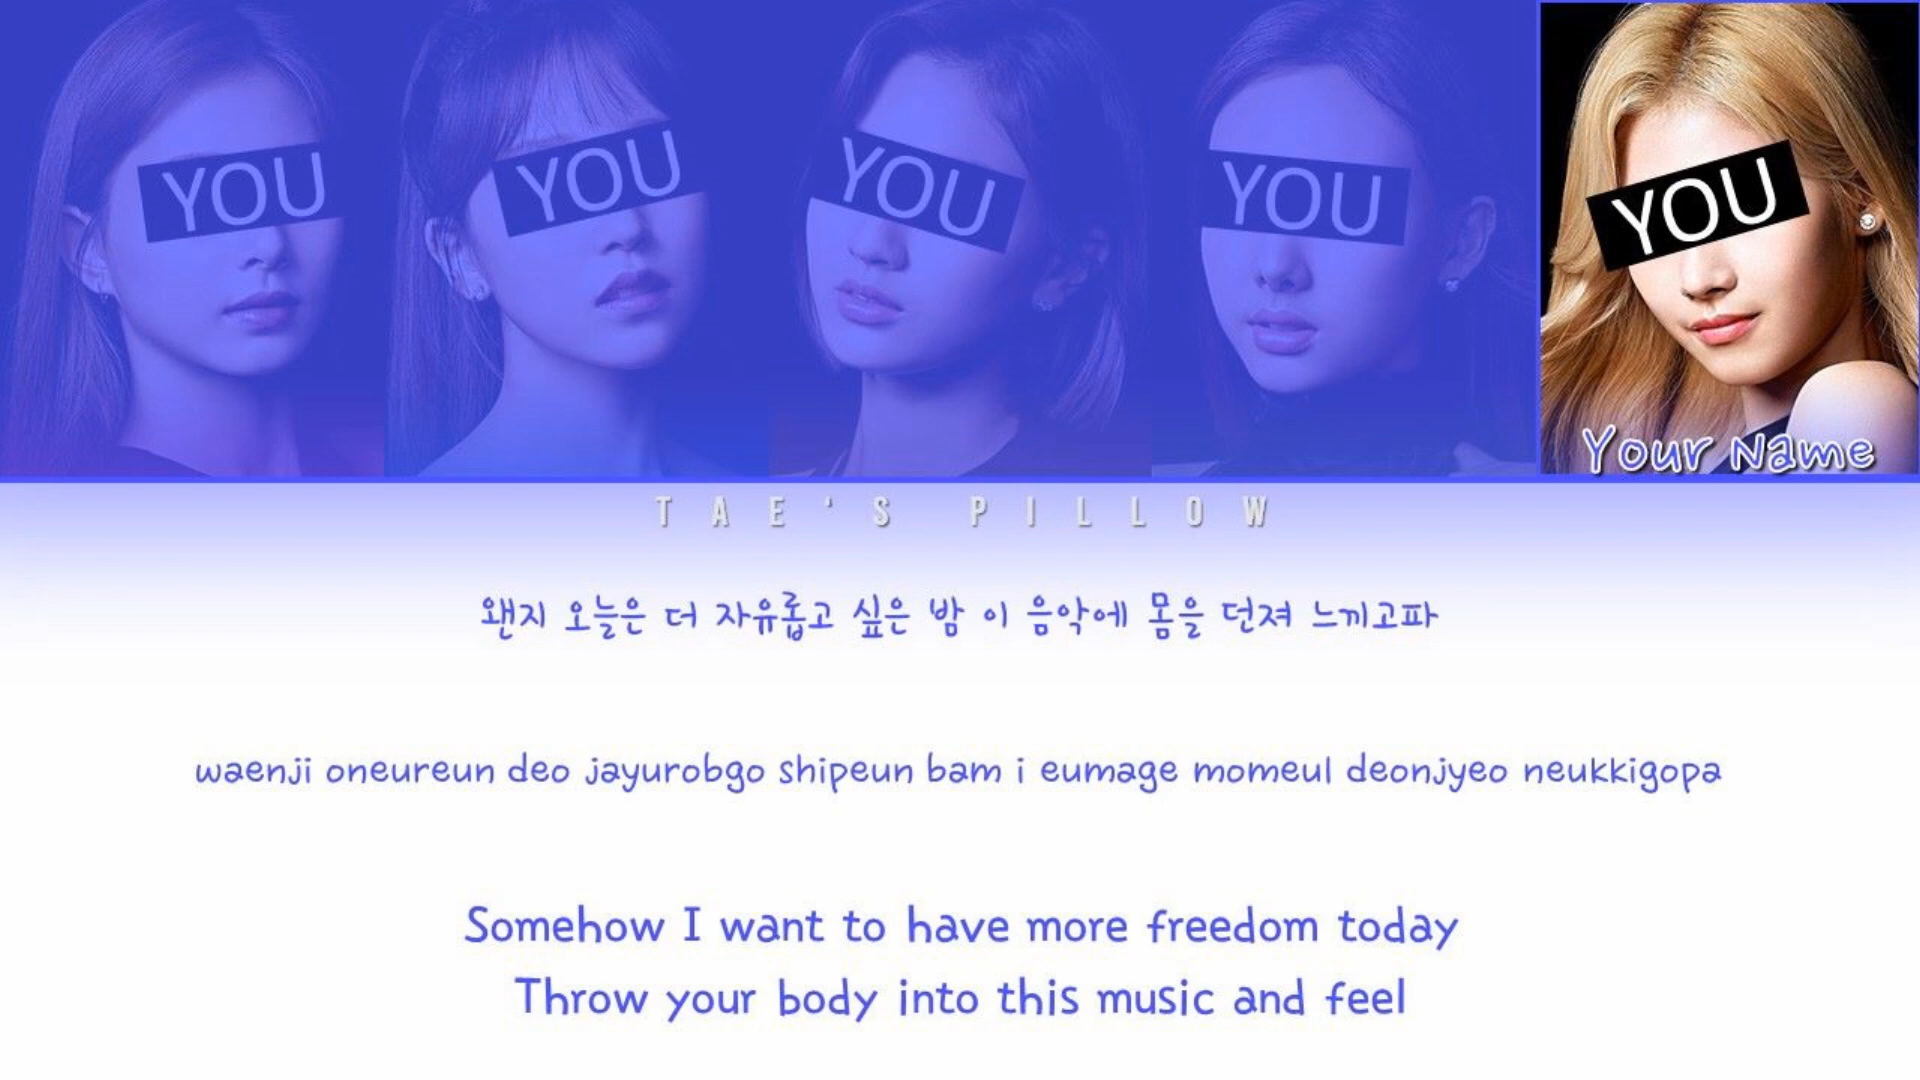 YOU
YOU
YOU
YOU
YOU
Your Name
TAE'S PILLOW
왠지 오늘은 더 자유롭고 싶은 밤 이 음악에 몸을 던져 느끼고파
waenji oneureun deo jayurobgo shipeun bam i eumage momeul deonjyeo neukkigopa
Somehow I want to have more freedom today
Throw your body into this music and feel